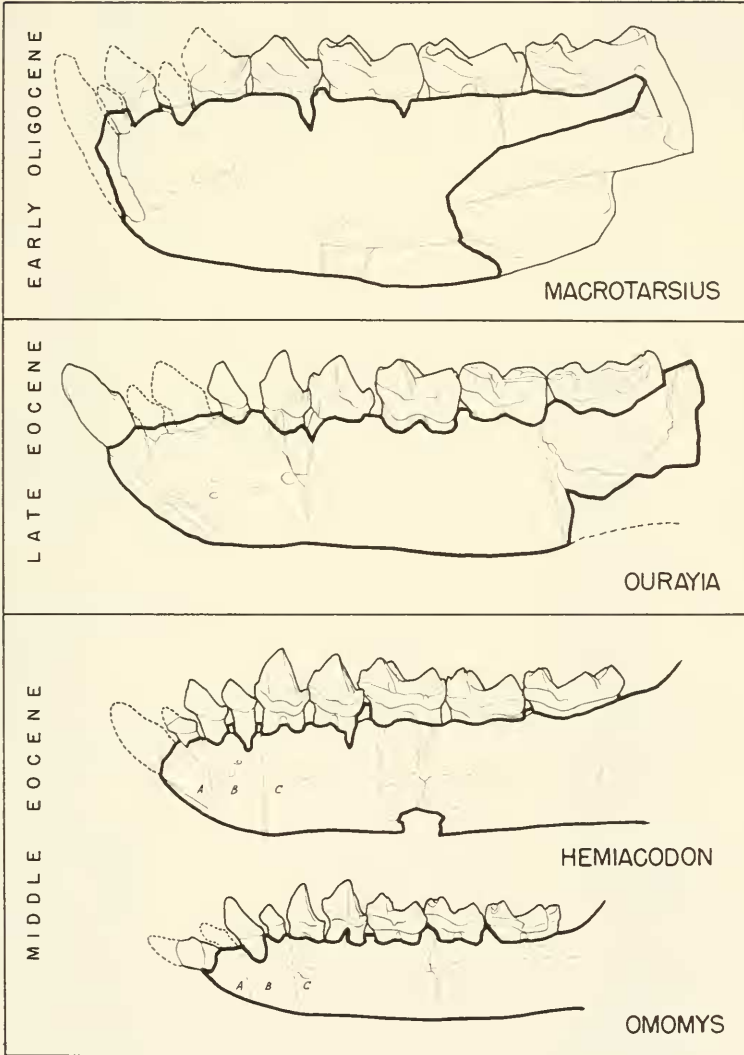 EARLY OLIGOCENE
MACROTARSIUS
LATE EOCENE
OURAYIA
MIDDLE EOCENE
A B C
HEMIACODON
A B C
OMOMYS